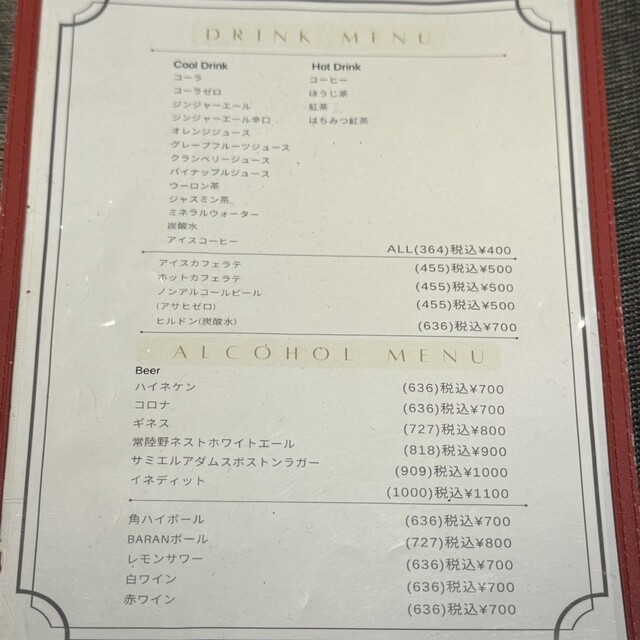 DRINK MENU
Cool Drink Hot Drink
コーラ コーヒー
コーラゼロ ほうじ茶
ジンジャーエール 紅茶
ジンジャーエール辛口 はちみつ紅茶
オレンジジュース
グレープフルーツジュース
クランベリージュース
パイナップルジュース
ウーロン茶
ジャスミン茶
ミネラルウォーター
炭酸水
アイスコーヒー
ALL(364)税込¥400
アイスカフェラテ (455)税込¥500
ホットカフェラテ (455)税込¥500
ノンアルコールビール (455)税込¥500
(アサヒゼロ)
ヒルドン(炭酸水) (636)税込¥700
ALCOHOL MENU
Beer
ハイネケン (636)税込¥700
コロナ (636)税込¥700
ギネス (727)税込¥800
常陸野ネストホワイトエール (818)税込¥900
サミエルアダムスボストンラガー (909)税込¥1000
イネディット (1000)税込¥1100
角ハイボール (636)税込¥700
BARANボール (727)税込¥800
レモンサワー (636)税込¥700
白ワイン (636)税込¥700
赤ワイン (636)税込¥700